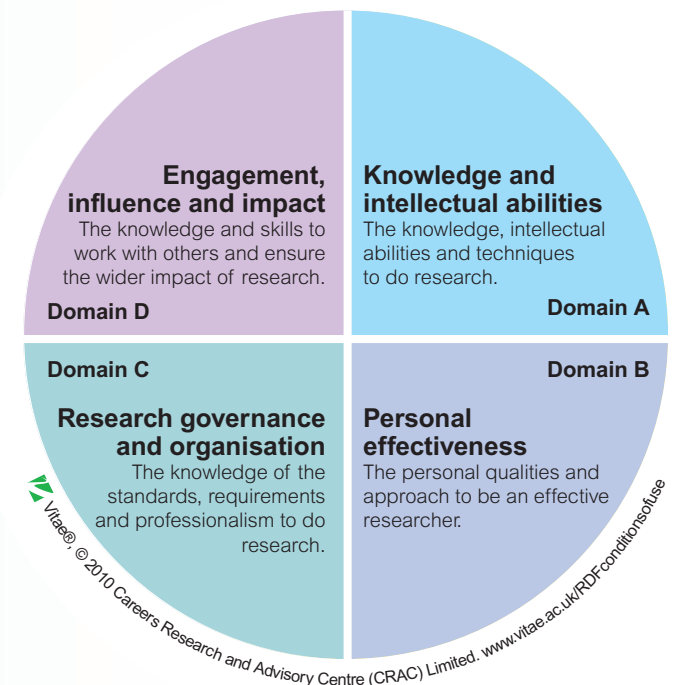 Engagement,
influence and impact
The knowledge and skills to
work with others and ensure
the wider impact of research.
Domain D
Knowledge and
intellectual abilities
The knowledge, intellectual
abilities and techniques
to do research.
Domain A
Domain C
Research governance
and organisation
The knowledge of the
standards, requirements
and professionalism to do
research.
Domain B
Personal
effectiveness
The personal qualities and
approach to be an effective
researcher.
Vitae®, © 2010 Careers Research and Advisory Centre (CRAC) Limited. www.vitae.ac.uk/RDFconditionsofuse